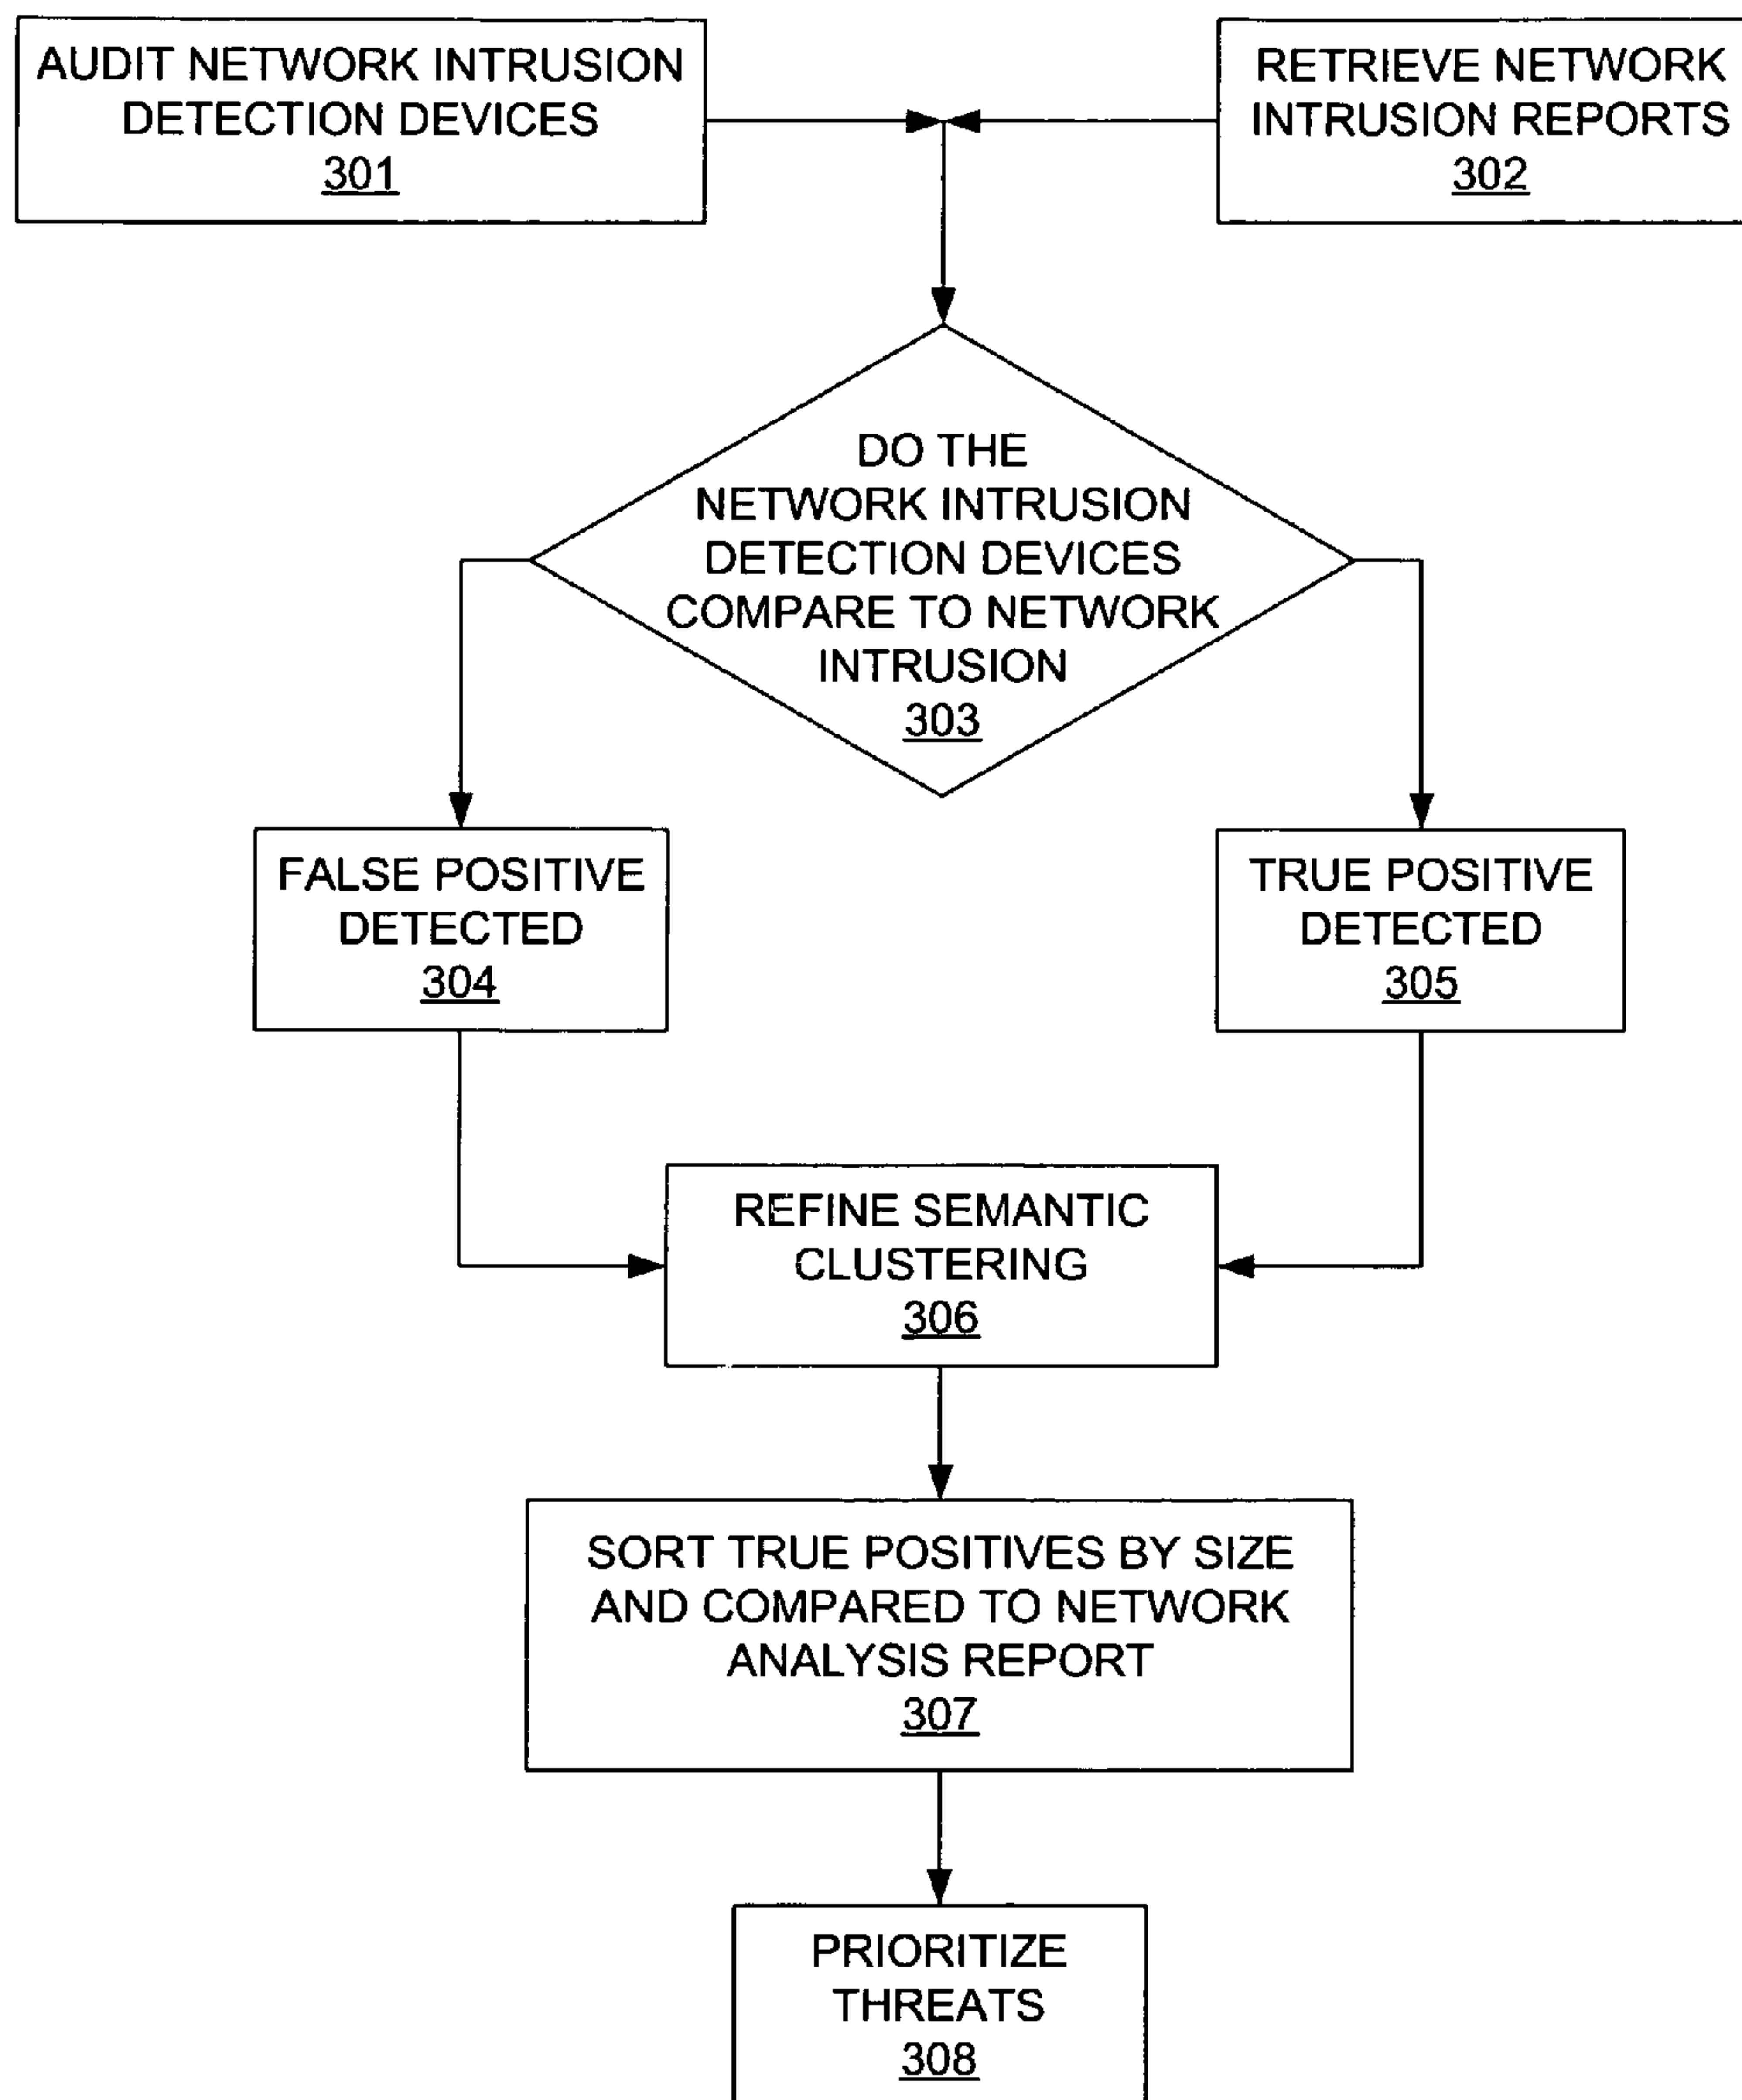 AUDIT NETWORK INTRUSION
DETECTION DEVICES
301
RETRIEVE NETWORK
INTRUSION REPORTS
302
DO THE
NETWORK INTRUSION
DETECTION DEVICES
COMPARE TO NETWORK
INTRUSION
303
FALSE POSITIVE
DETECTED
304
TRUE POSITIVE
DETECTED
305
REFINE SEMANTIC
CLUSTERING
306
SORT TRUE POSITIVES BY SIZE
AND COMPARED TO NETWORK
ANALYSIS REPORT
307
PRIORITIZE
THREATS
308